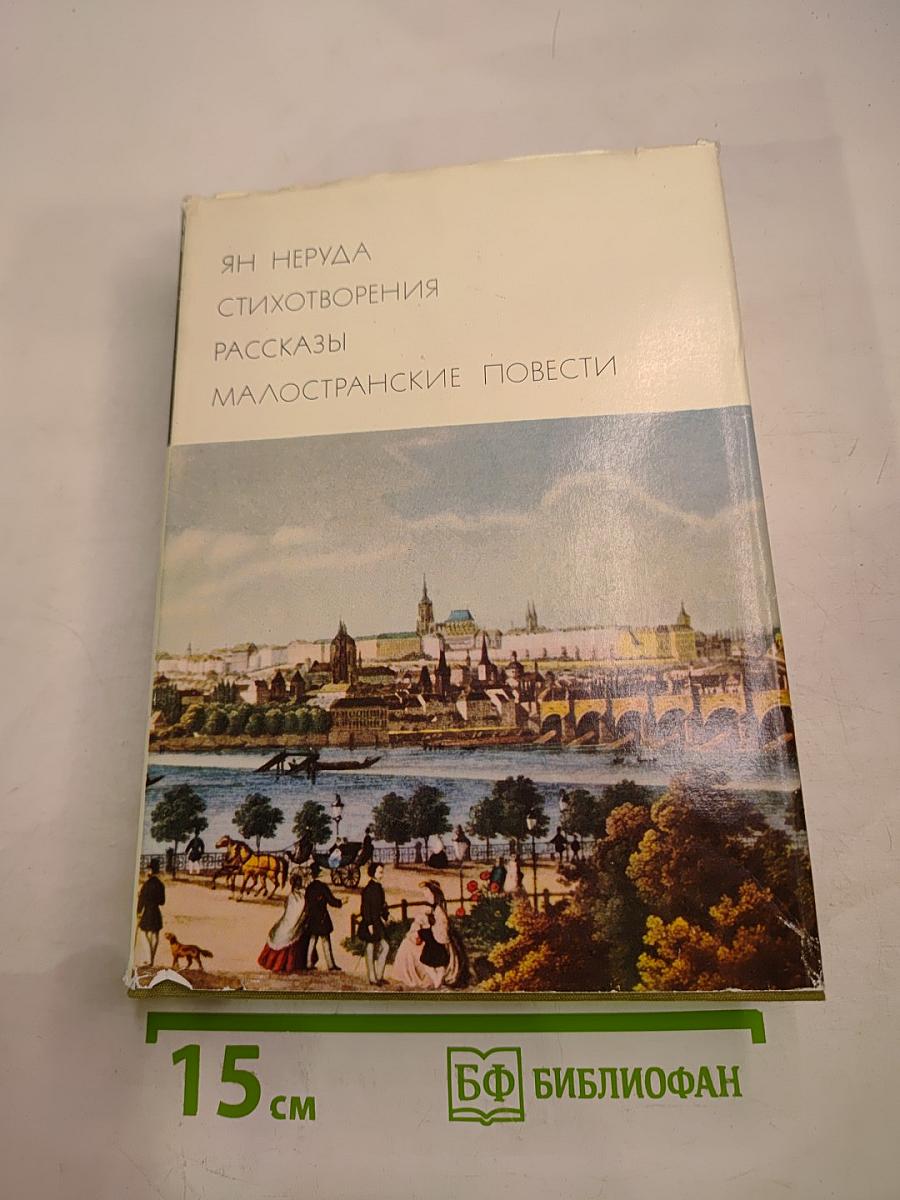 ЯН НЕРУДА
СТИХОТВОРЕНИЯ
РАССКАЗЫ
МАЛОСТРАНСКИЕ ПОВЕСТИ
15 см
БФ БИБЛИОФАН